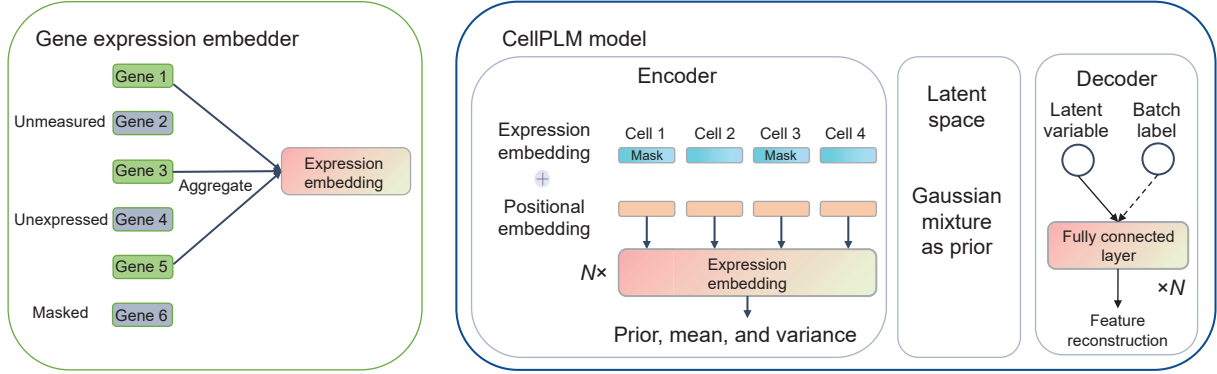 Gene expression embedder
Gene 1
Unmeasured
Gene 2
Gene 3
Aggregate
Expression
embedding
Unexpressed
Gene 4
Gene 5
Masked
Gene 6
CellPLM model
Encoder
Expression
embedding
Cell 1
Cell 2
Cell 3
Cell 4
Mask
Mask
+
Positional
embedding
N×
Expression
embedding
Prior, mean, and variance
Latent
space
Gaussian
mixture
as prior
Decoder
Latent
variable
Batch
label
Fully connected
layer
×N
Feature
reconstruction